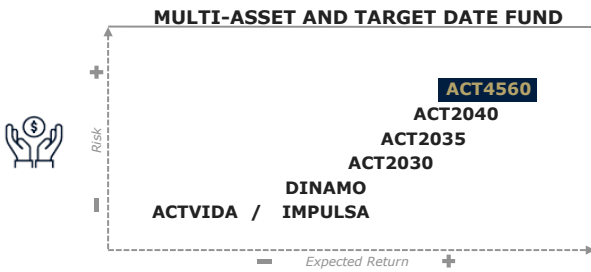 MULTI-ASSET AND TARGET DATE FUND
ACT4560
ACT2040
Risk
ACT2035
ACT2030
DINAMO
ACTVIDA / IMPULSA
Expected Return